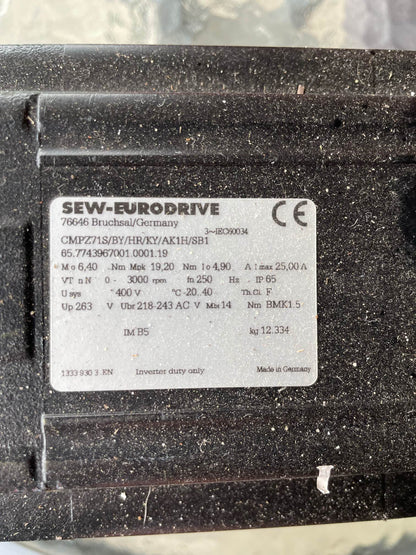 SEW-EURODRIVE CE
76646 Bruchsal/Germany
3~IEC60034
CMPZ71S/BY/HR/KY/AK1H/SB1
65.7743967001.0001.19
Mo 6,40 Nm Mpk 19,20 Nm Io 4,90 A Imax 25,00 A
VT nN 0- 3000 rpm fn 250 Hz IP 65
Usys ~400 V °C -20..40 Th.Cl. F
Up 263 V Ubr 218-243 AC V Mbr 14 Nm BMK1.5
IM B5 kg 12.334
1333 930 3 .EN Inverter duty only Made in Germany